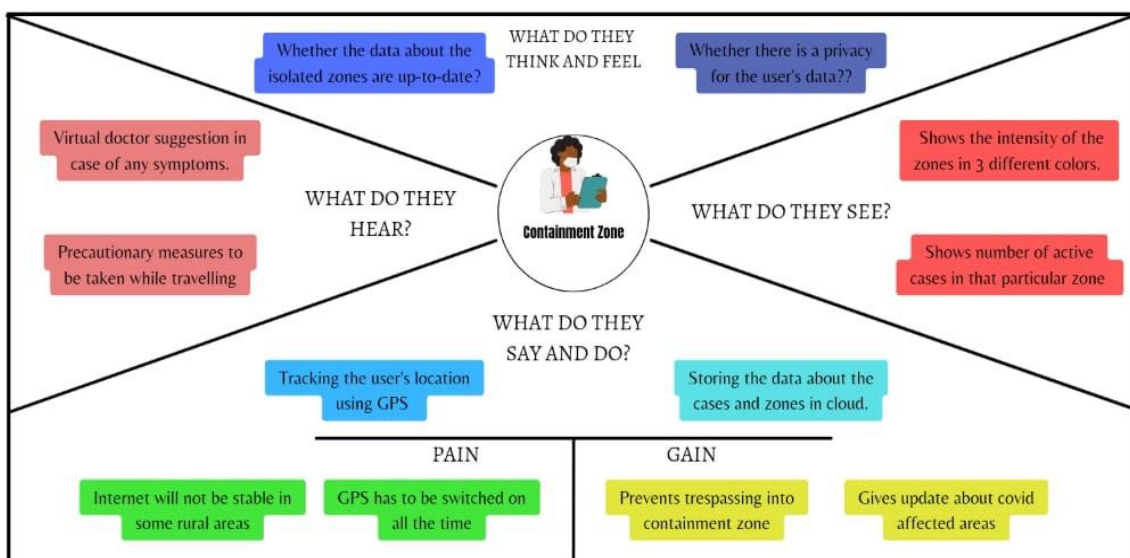 WHAT DO THEY
THINK AND FEEL
Whether the data about the
isolated zones are up-to-date?
Whether there is a privacy
for the user's data??
Virtual doctor suggestion in
case of any symptoms.
WHAT DO THEY
HEAR?
Precautionary measures to
be taken while travelling
Containment Zone
Shows the intensity of the
zones in 3 different colors.
WHAT DO THEY SEE?
Shows number of active
cases in that particular zone
WHAT DO THEY
SAY AND DO?
Tracking the user's location
using GPS
Storing the data about the
cases and zones in cloud.
PAIN
Internet will not be stable in
some rural areas
GPS has to be switched on
all the time
GAIN
Prevents trespassing into
containment zone
Gives update about covid
affected areas